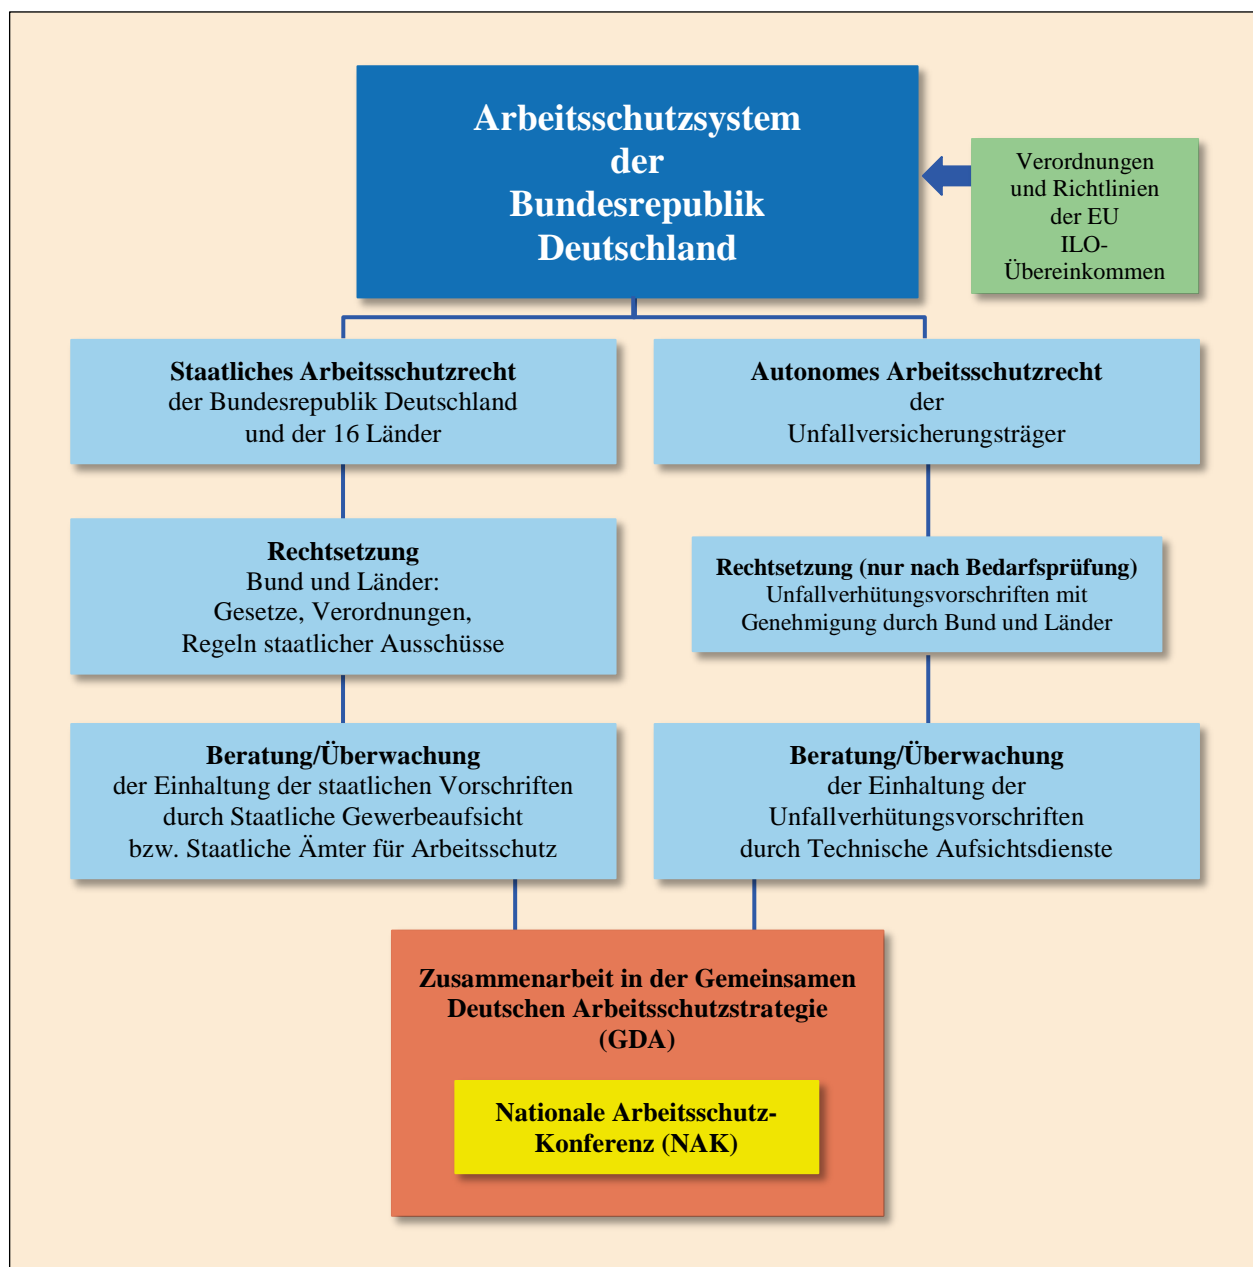 Arbeitsschutzsystem
der
Bundesrepublik
Deutschland
Verordnungen
und Richtlinien
der EU
ILO-
Übereinkommen
Staatliches Arbeitsschutzrecht
der Bundesrepublik Deutschland
und der 16 Länder
Autonomes Arbeitsschutzrecht
der
Unfallversicherungsträger
Rechtsetzung
Bund und Länder:
Gesetze, Verordnungen,
Regeln staatlicher Ausschüsse
Rechtsetzung (nur nach Bedarfsprüfung)
Unfallverhütungsvorschriften mit
Genehmigung durch Bund und Länder
Beratung/Überwachung
der Einhaltung der staatlichen Vorschriften
durch Staatliche Gewerbeaufsicht
bzw. Staatliche Ämter für Arbeitsschutz
Beratung/Überwachung
der Einhaltung der
Unfallverhütungsvorschriften
durch Technische Aufsichtsdienste
Zusammenarbeit in der Gemeinsamen
Deutschen Arbeitsschutzstrategie
(GDA)
Nationale Arbeitsschutz-
Konferenz (NAK)